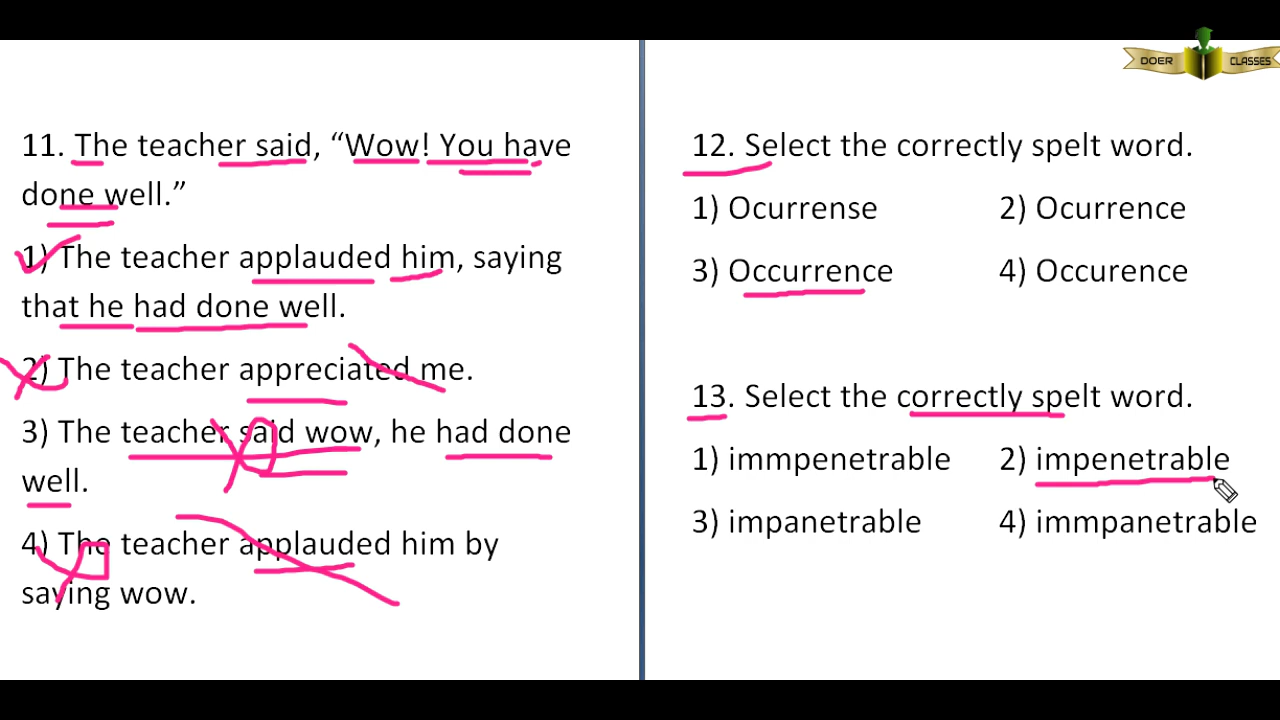 DOER CLASSES
11. The teacher said, “Wow! You have
done well.”
1) The teacher applauded him, saying
that he had done well.
2) The teacher appreciated me.
3) The teacher said wow, he had done
well.
4) The teacher applauded him by
saying wow.
12. Select the correctly spelt word.
1) Ocurrense 2) Ocurrence
3) Occurrence 4) Occurence
13. Select the correctly spelt word.
1) immpenetrable 2) impenetrable
3) impanetrable 4) immpanetrable